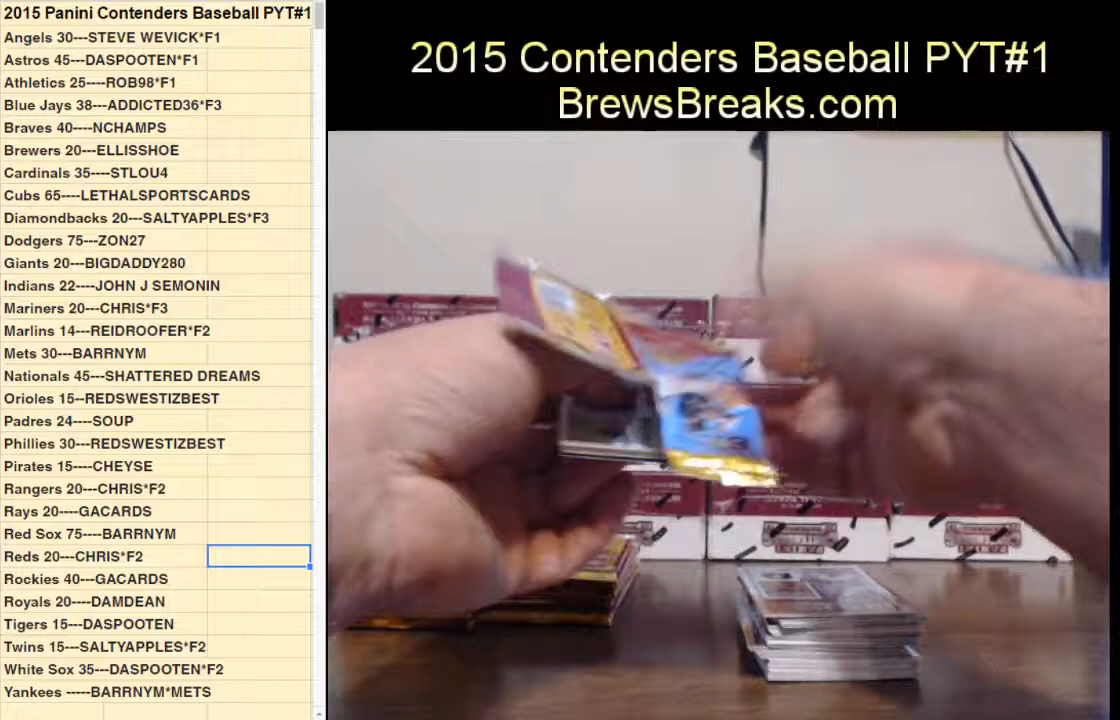 2015 Panini Contenders Baseball PYT#1
Angels 30---STEVE WEVICK*F1
Astros 45----DASPOOTEN*F1
Athletics 25----ROB98*F1
Blue Jays 38---ADDICTED36*F3
Braves 40----NCHAMPS
Brewers 20---ELLISSHOE
Cardinals 35----STLOU4
Cubs 65----LETHALSPORTSCARDS
Diamondbacks 20---SALTYAPPLES*F3
Dodgers 75---ZON27
Giants 20---BIGDADDY280
Indians 22----JOHN J SEMONIN
Mariners 20---CHRIS*F3
Marlins 14---REIDROOFER*F2
Mets 30---BARRNYM
Nationals 45---SHATTERED DREAMS
Orioles 15--REDSWESTIZBEST
Padres 24----SOUP
Phillies 30---REDSWESTIZBEST
Pirates 15----CHEYSE
Rangers 20---CHRIS*F2
Rays 20----GACARDS
Red Sox 75----BARRNYM
Reds 20---CHRIS*F2
Rockies 40---GACARDS
Royals 20----DAMDEAN
Tigers 15----DASPOOTEN
Twins 15----SALTYAPPLES*F2
White Sox 35---DASPOOTEN*F2
Yankees -----BARRNYM*METS
2015 Contenders Baseball PYT#1
BrewsBreaks.com